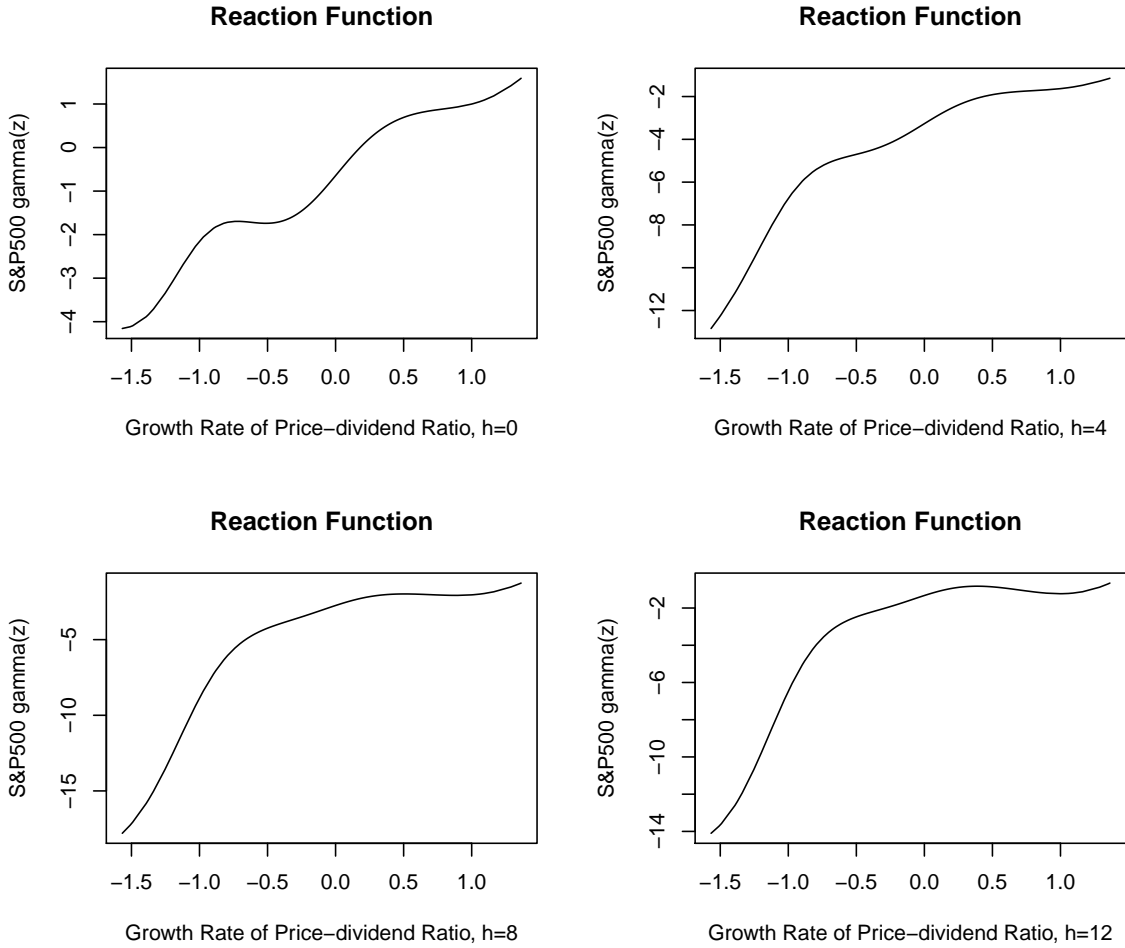 Reaction Function
S&P500 gamma(z)
1
0
−1
−2
−3
−4
−1.5 −1.0 −0.5 0.0 0.5 1.0
Growth Rate of Price−dividend Ratio, h=0
Reaction Function
S&P500 gamma(z)
−2
−4
−6
−8
−12
−1.5 −1.0 −0.5 0.0 0.5 1.0
Growth Rate of Price−dividend Ratio, h=4
Reaction Function
S&P500 gamma(z)
−5
−10
−15
−1.5 −1.0 −0.5 0.0 0.5 1.0
Growth Rate of Price−dividend Ratio, h=8
Reaction Function
S&P500 gamma(z)
−2
−6
−10
−14
−1.5 −1.0 −0.5 0.0 0.5 1.0
Growth Rate of Price−dividend Ratio, h=12